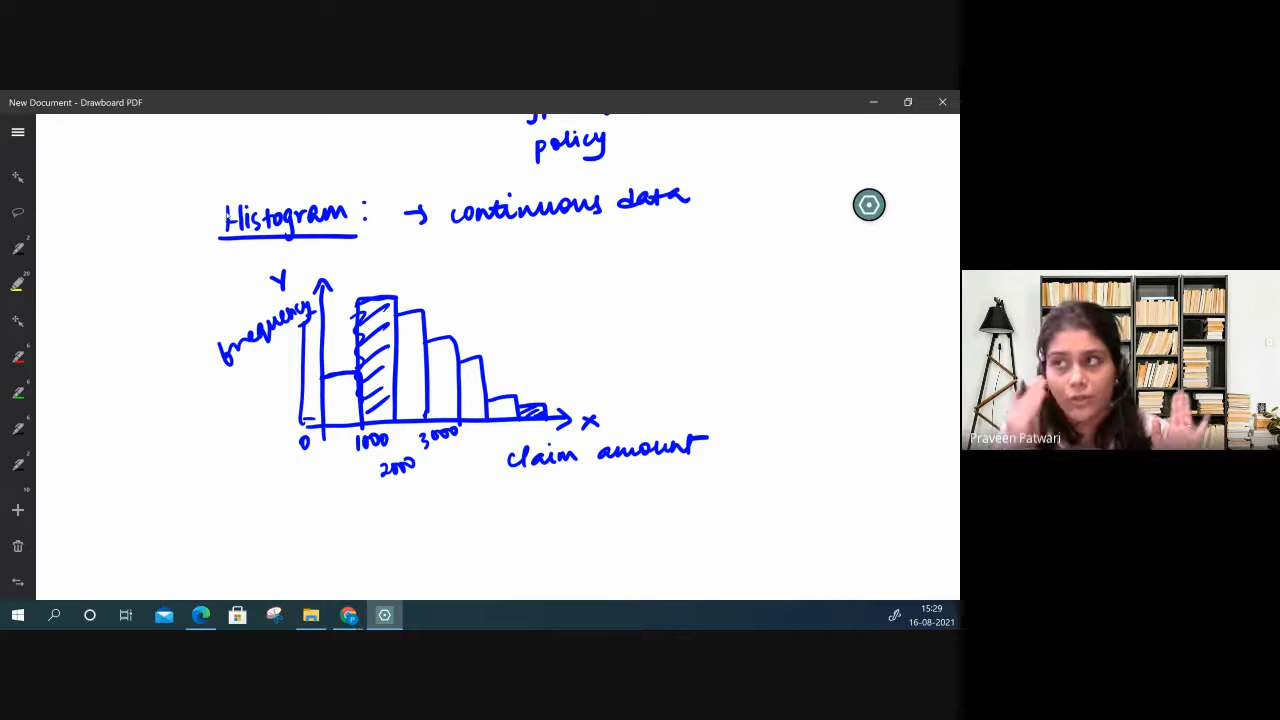 New Document - Drawboard PDF
policy
Histogram : → continuous data
Y
frequency
X
0
1000
3000
2000
claim amount
Praveen Patwari
15:29
16-08-2021